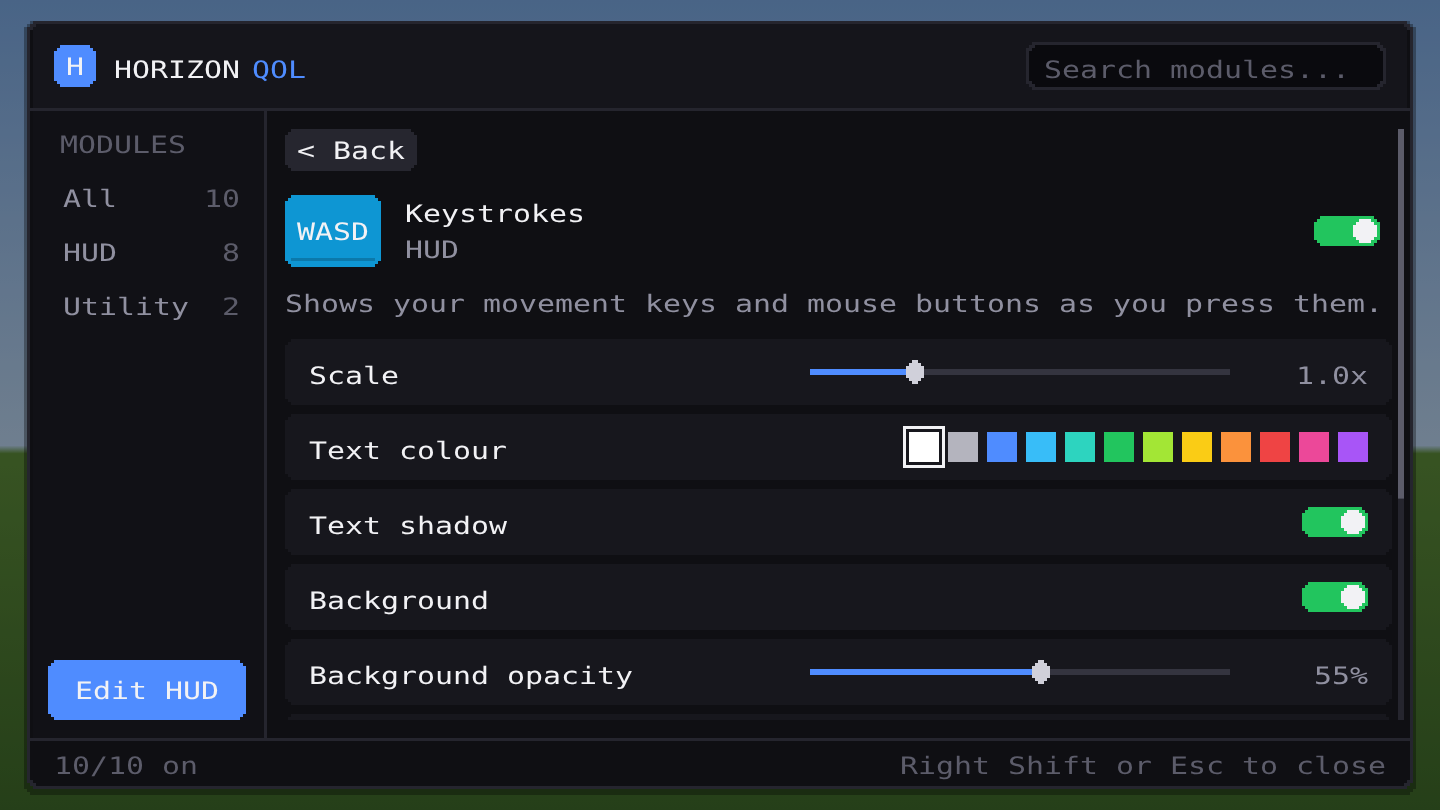 H HORIZON QOL
Search modules...
MODULES
All 10
HUD 8
Utility 2
Edit HUD
< Back
WASD
Keystrokes
HUD
Shows your movement keys and mouse buttons as you press them.
Scale 1.0x
Text colour
Text shadow
Background
Background opacity 55%
10/10 on
Right Shift or Esc to close